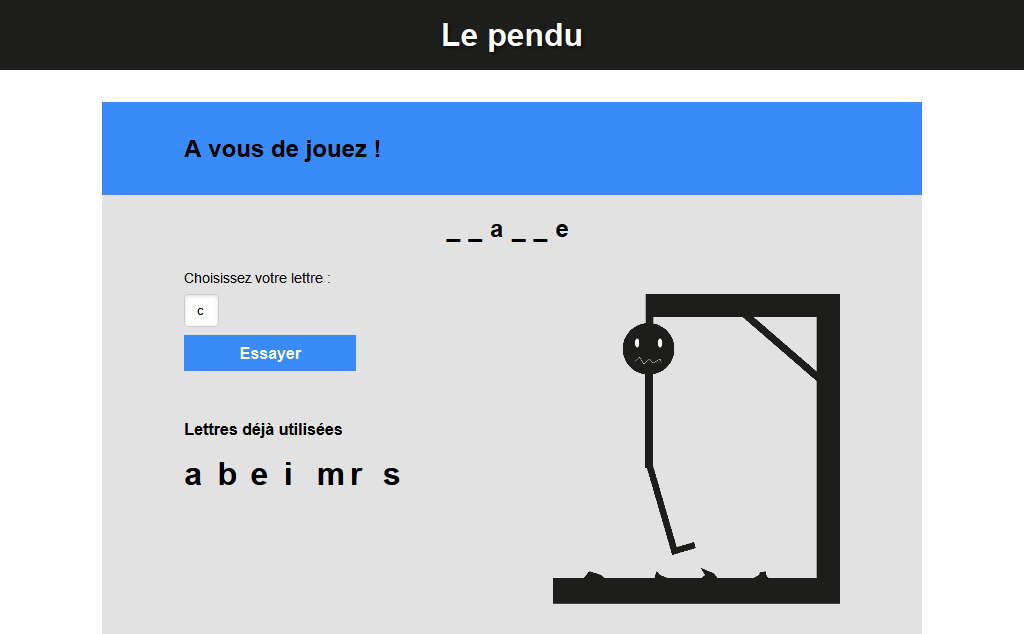 Le pendu
A vous de jouez !
_ _ a _ _ e
Choisissez votre lettre :
c
Essayer
Lettres déjà utilisées
a b e i m r s